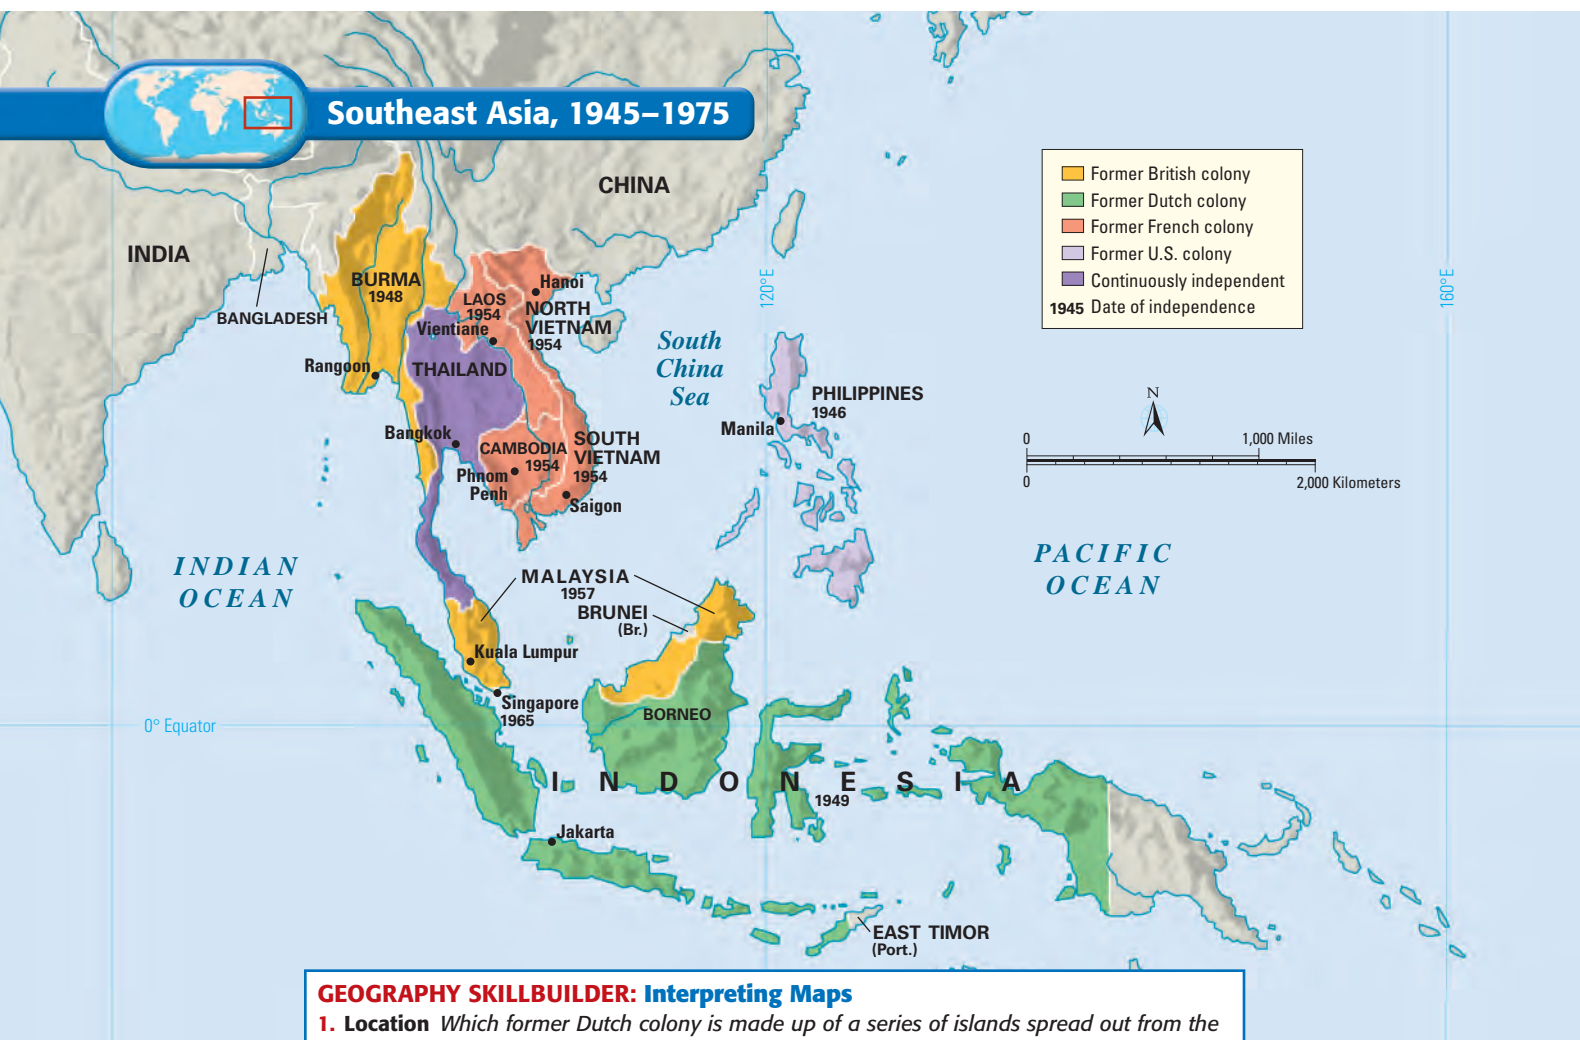 Southeast Asia, 1945–1975
Former British colony
Former Dutch colony
Former French colony
Former U.S. colony
Continuously independent
1945 Date of independence
CHINA
INDIA
BANGLADESH
BURMA
1948
Rangoon
LAOS
1954
Vientiane
Hanoi
NORTH
VIETNAM
1954
THAILAND
Bangkok
CAMBODIA
1954
Phnom
Penh
SOUTH
VIETNAM
1954
Saigon
South
China
Sea
120°E
160°E
PHILIPPINES
1946
Manila
N
0
1,000 Miles
0
2,000 Kilometers
INDIAN
OCEAN
PACIFIC
OCEAN
MALAYSIA
1957
BRUNEI
(Br.)
Kuala Lumpur
Singapore
1965
0° Equator
BORNEO
INDONESIA
1949
Jakarta
EAST TIMOR
(Port.)
GEOGRAPHY SKILLBUILDER: Interpreting Maps
1. Location Which former Dutch colony is made up of a series of islands spread out from the